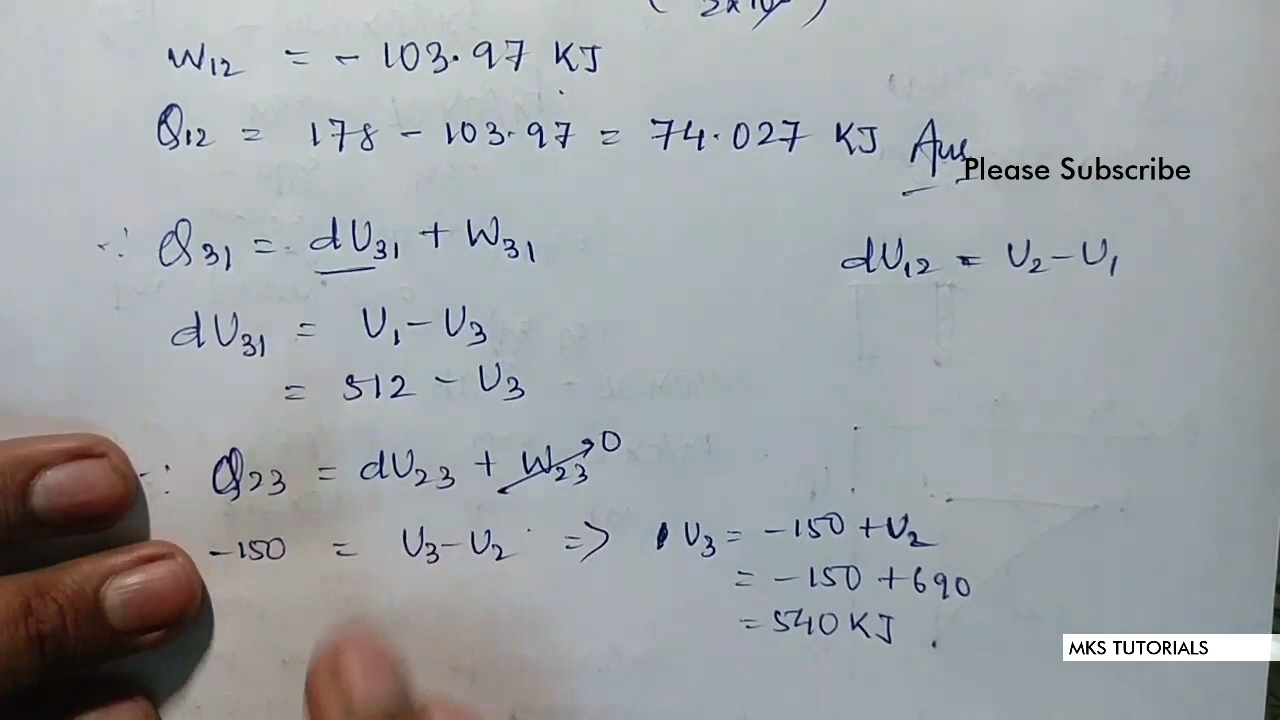 2×10
W12 = - 103.97 KJ
Q12 = 178 - 103.97 = 74.027 KJ Ans
Please Subscribe
∵ Q31 = dU31 + W31
dU12 = U2 - U1
dU31 = U1 - U3
= 512 - U3
∵ Q23 = dU23 + W23 0
-150 = U3 - U2 => U3 = -150 + U2
= -150 + 690
= 540 KJ
MKS TUTORIALS